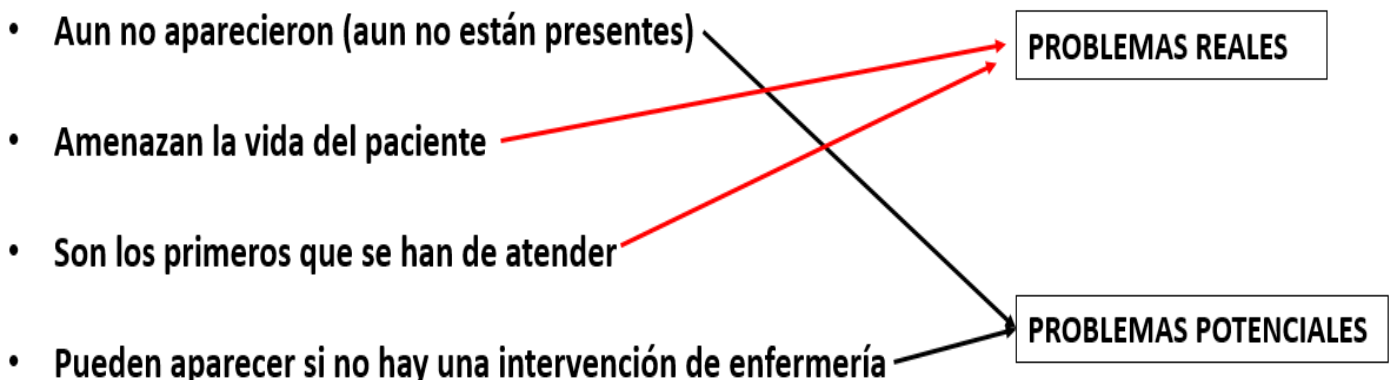 • Aun no aparecieron (aun no están presentes)
PROBLEMAS REALES
• Amenazan la vida del paciente
• Son los primeros que se han de atender
PROBLEMAS POTENCIALES
• Pueden aparecer si no hay una intervención de enfermería